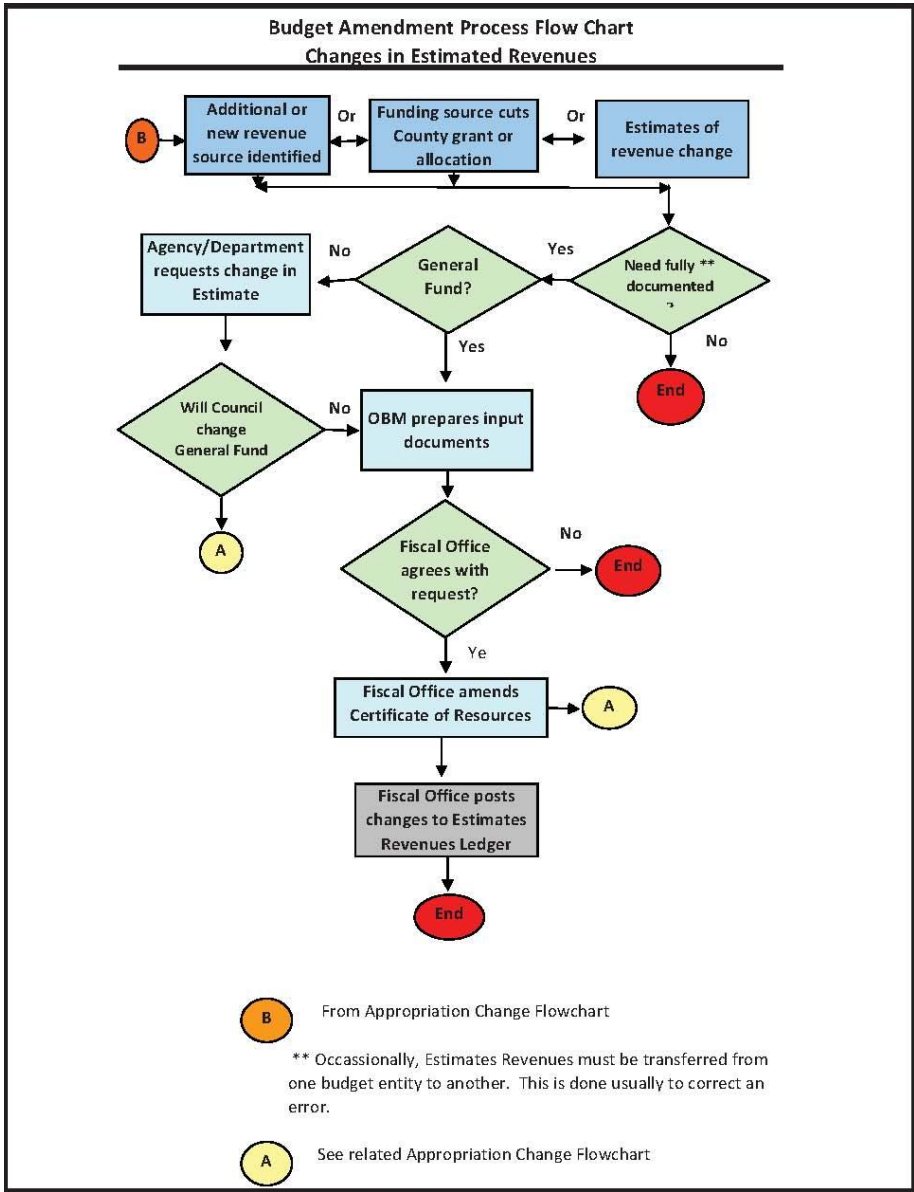 Budget Amendment Process Flow Chart
Changes in Estimated Revenues
B
Additional or
new revenue
source identified
Or
Funding source cuts
County grant or
allocation
Or
Estimates of
revenue change
Agency/Department
requests change in
Estimate
No
General
Fund?
Yes
Need fully **
documented
?
Yes
No
End
Will Council
change
General Fund
No
OBM prepares input
documents
A
Fiscal Office
agrees with
request?
No
End
Ye
Fiscal Office amends
Certificate of Resources
A
Fiscal Office posts
changes to Estimates
Revenues Ledger
End
B
From Appropriation Change Flowchart
** Occassionally, Estimates Revenues must be transferred from
one budget entity to another. This is done usually to correct an
error.
A
See related Appropriation Change Flowchart